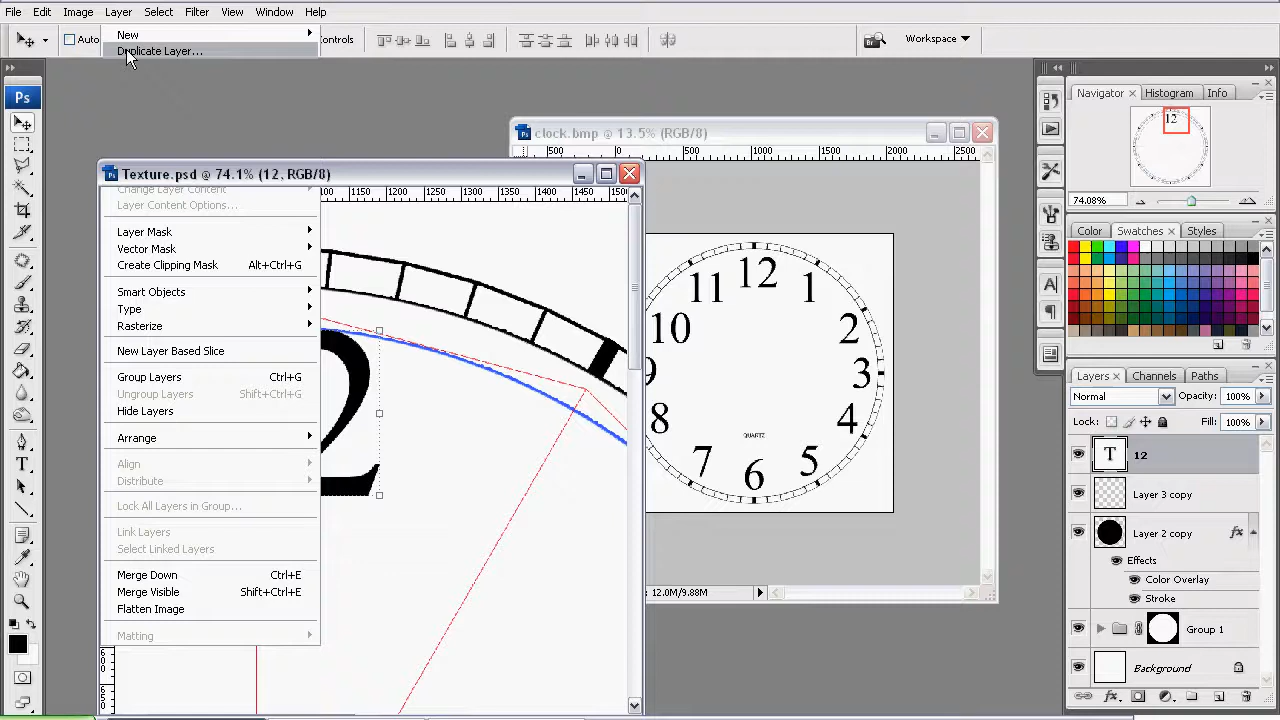 File Edit Image Layer Select Filter View Window Help
Auto
ontrols
Workspace
New
Duplicate Layer...
Change Layer Content
Layer Content Options...
Layer Mask
Vector Mask
Create Clipping Mask Alt+Ctrl+G
Smart Objects
Type
Rasterize
New Layer Based Slice
Group Layers Ctrl+G
Ungroup Layers Shift+Ctrl+G
Hide Layers
Arrange
Align
Distribute
Lock All Layers in Group...
Link Layers
Select Linked Layers
Merge Down Ctrl+E
Merge Visible Shift+Ctrl+E
Flatten Image
Matting
Ps
Texture.psd @ 74.1% (12, RGB/8)
1150 1200 1250 1300 1350 1400 1450 1500
2
clock.bmp @ 13.5% (RGB/8)
500 0 500 1000 1500 2000 2500
12
11 1
10 2
9 3
8 4
QUARTZ
7 5
6
12.0M/9.88M
Navigator Histogram Info
12
74.08%
Color Swatches Styles
Layers Channels Paths
Normal Opacity: 100%
Lock: Fill: 100%
T 12
Layer 3 copy
Layer 2 copy fx
Effects
Color Overlay
Stroke
Group 1
Background